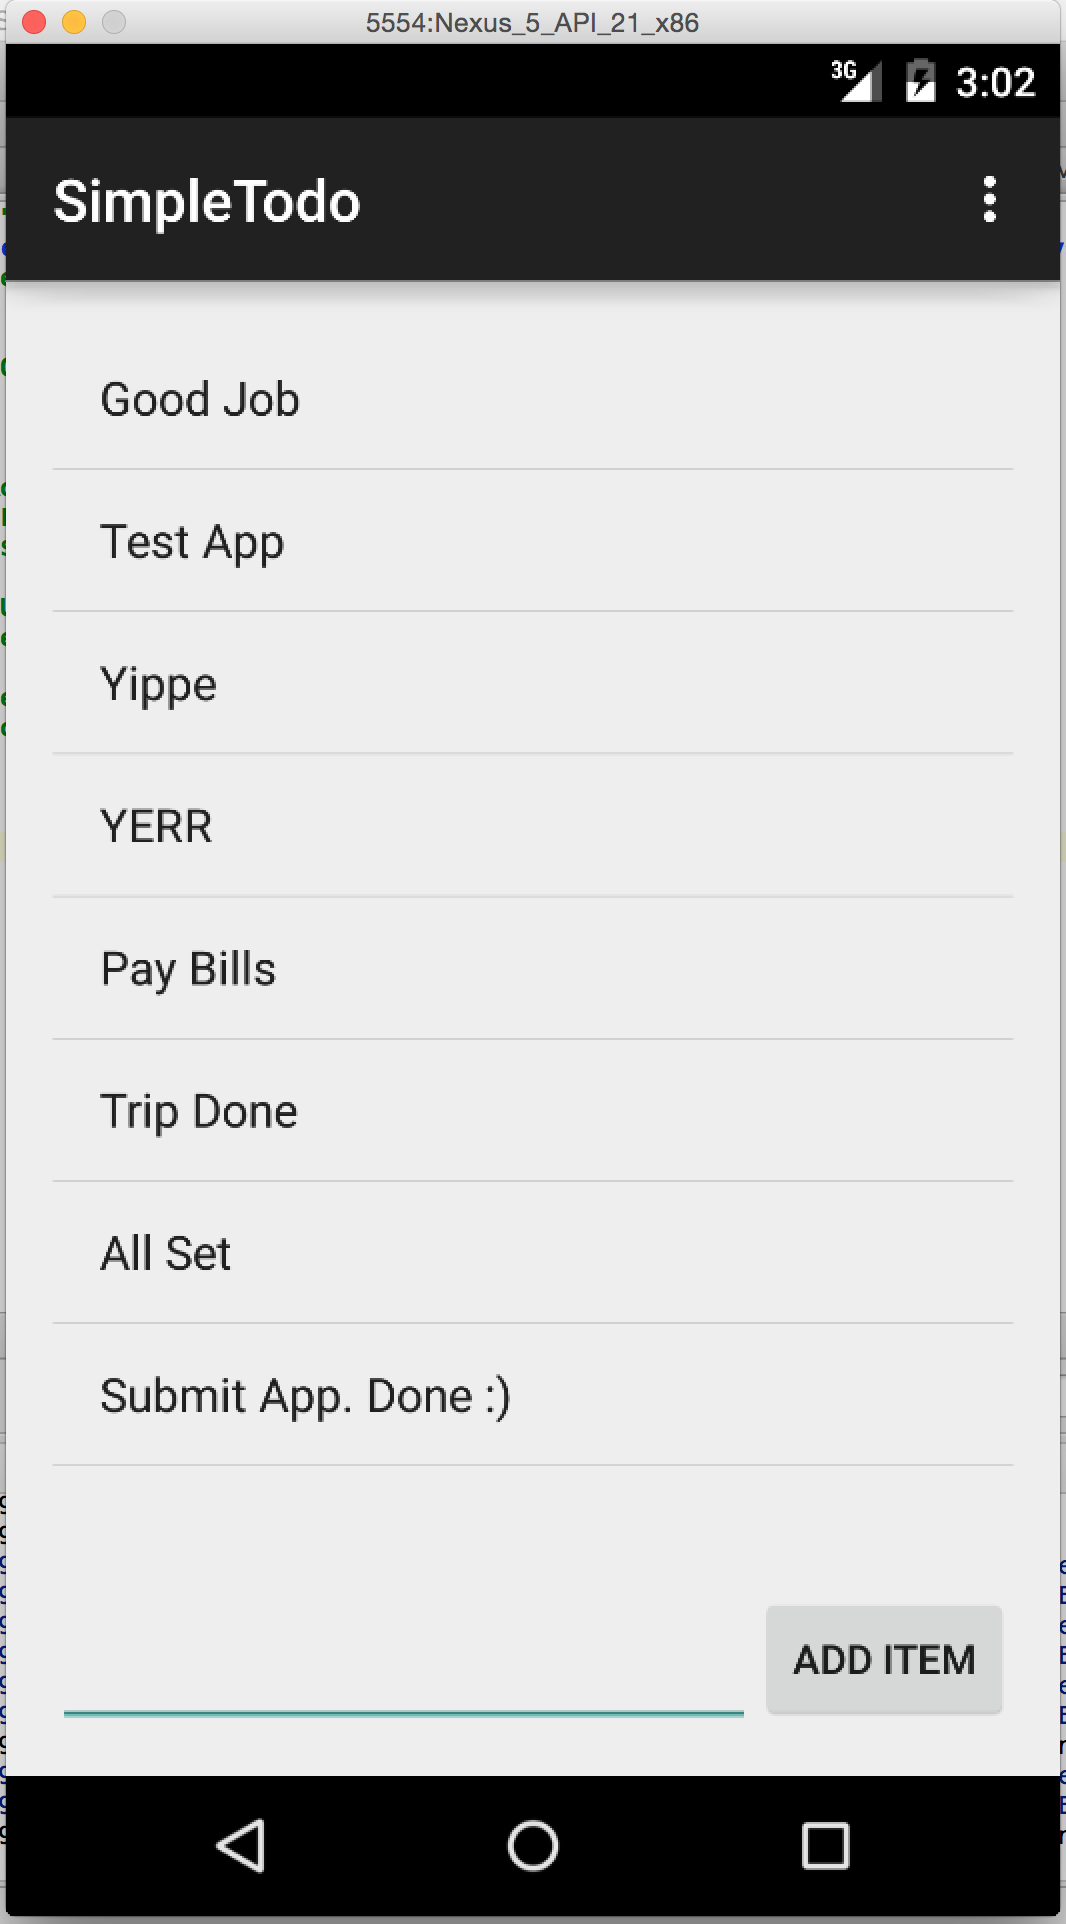 5554:Nexus_5_API_21_x86
3G 3:02
SimpleTodo
Good Job
Test App
Yippe
YERR
Pay Bills
Trip Done
All Set
Submit App. Done :)
ADD ITEM